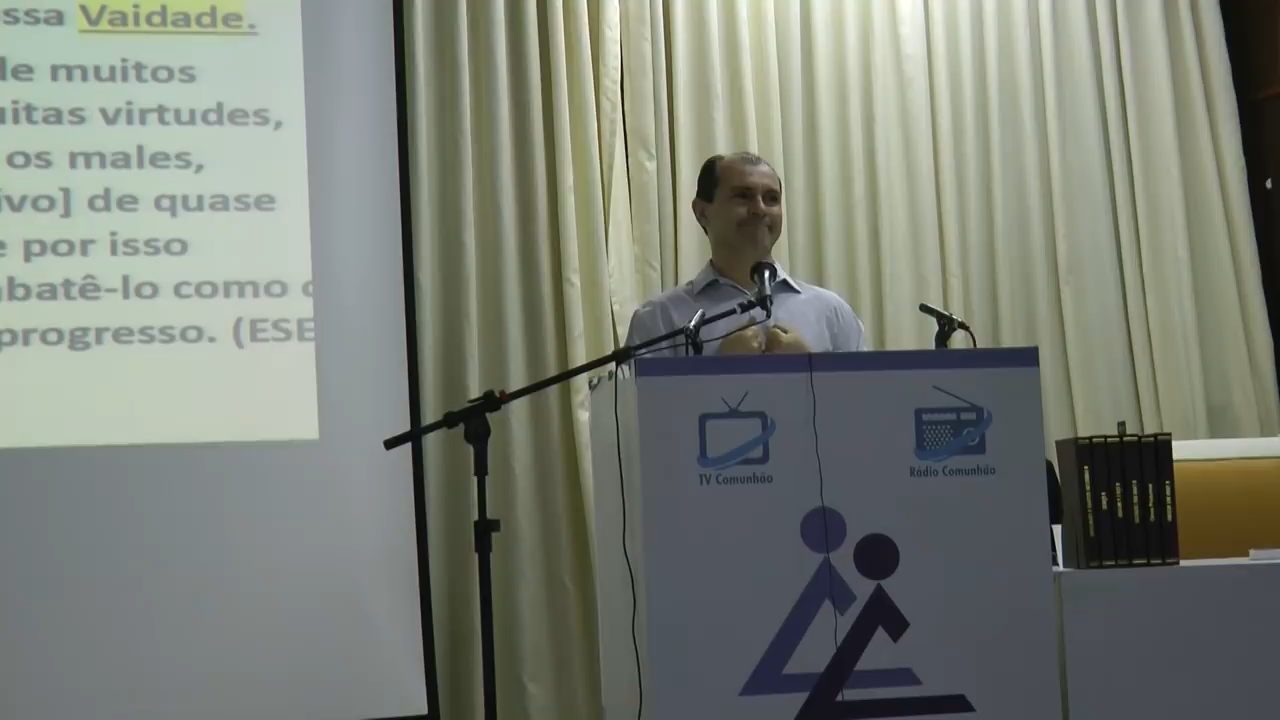 ssa Vaidade.
le muitos
uitas virtudes,
os males,
ivo] de quase
e por isso
batê-lo como
progresso. (ESE
TV Comunhão
Rádio Comunhão